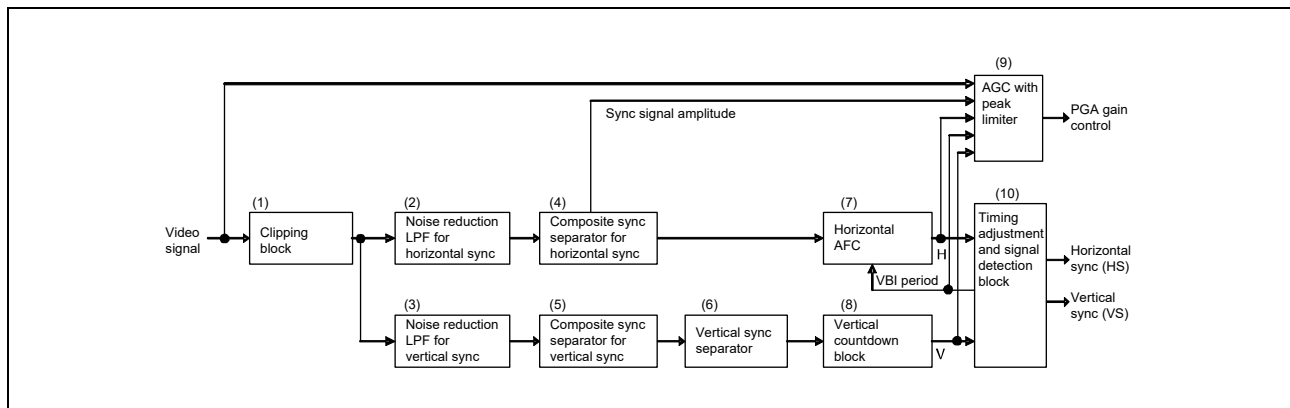 (9)
AGC with
peak
limiter
PGA gain
control
Sync signal amplitude
(1)
Clipping
block
Video
signal
(2)
Noise reduction
LPF for
horizontal sync
(4)
Composite sync
separator for
horizontal sync
(7)
Horizontal
AFC
H
VBI period
(10)
Timing
adjustment
and signal
detection
block
Horizontal
sync (HS)
Vertical
sync (VS)
(3)
Noise reduction
LPF for
vertical sync
(5)
Composite sync
separator for
vertical sync
(6)
Vertical sync
separator
(8)
Vertical
countdown
block
V